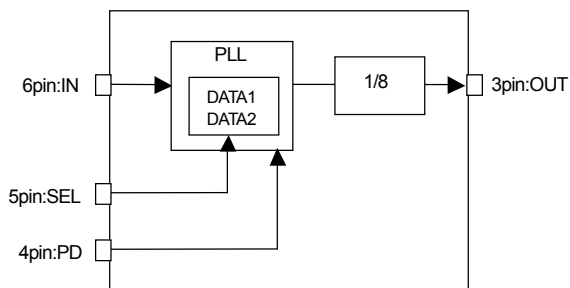 PLL
6pin:IN
1/8
3pin:OUT
DATA1
DATA2
5pin:SEL
4pin:PD